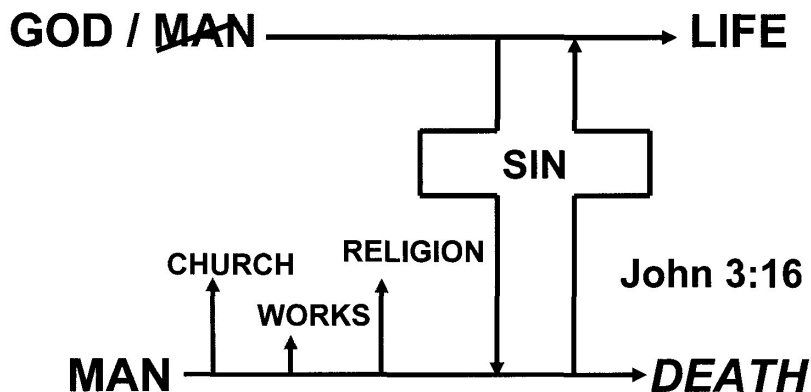 GOD / MAN LIFE
SIN
RELIGION
CHURCH
John 3:16
WORKS
MAN DEATH